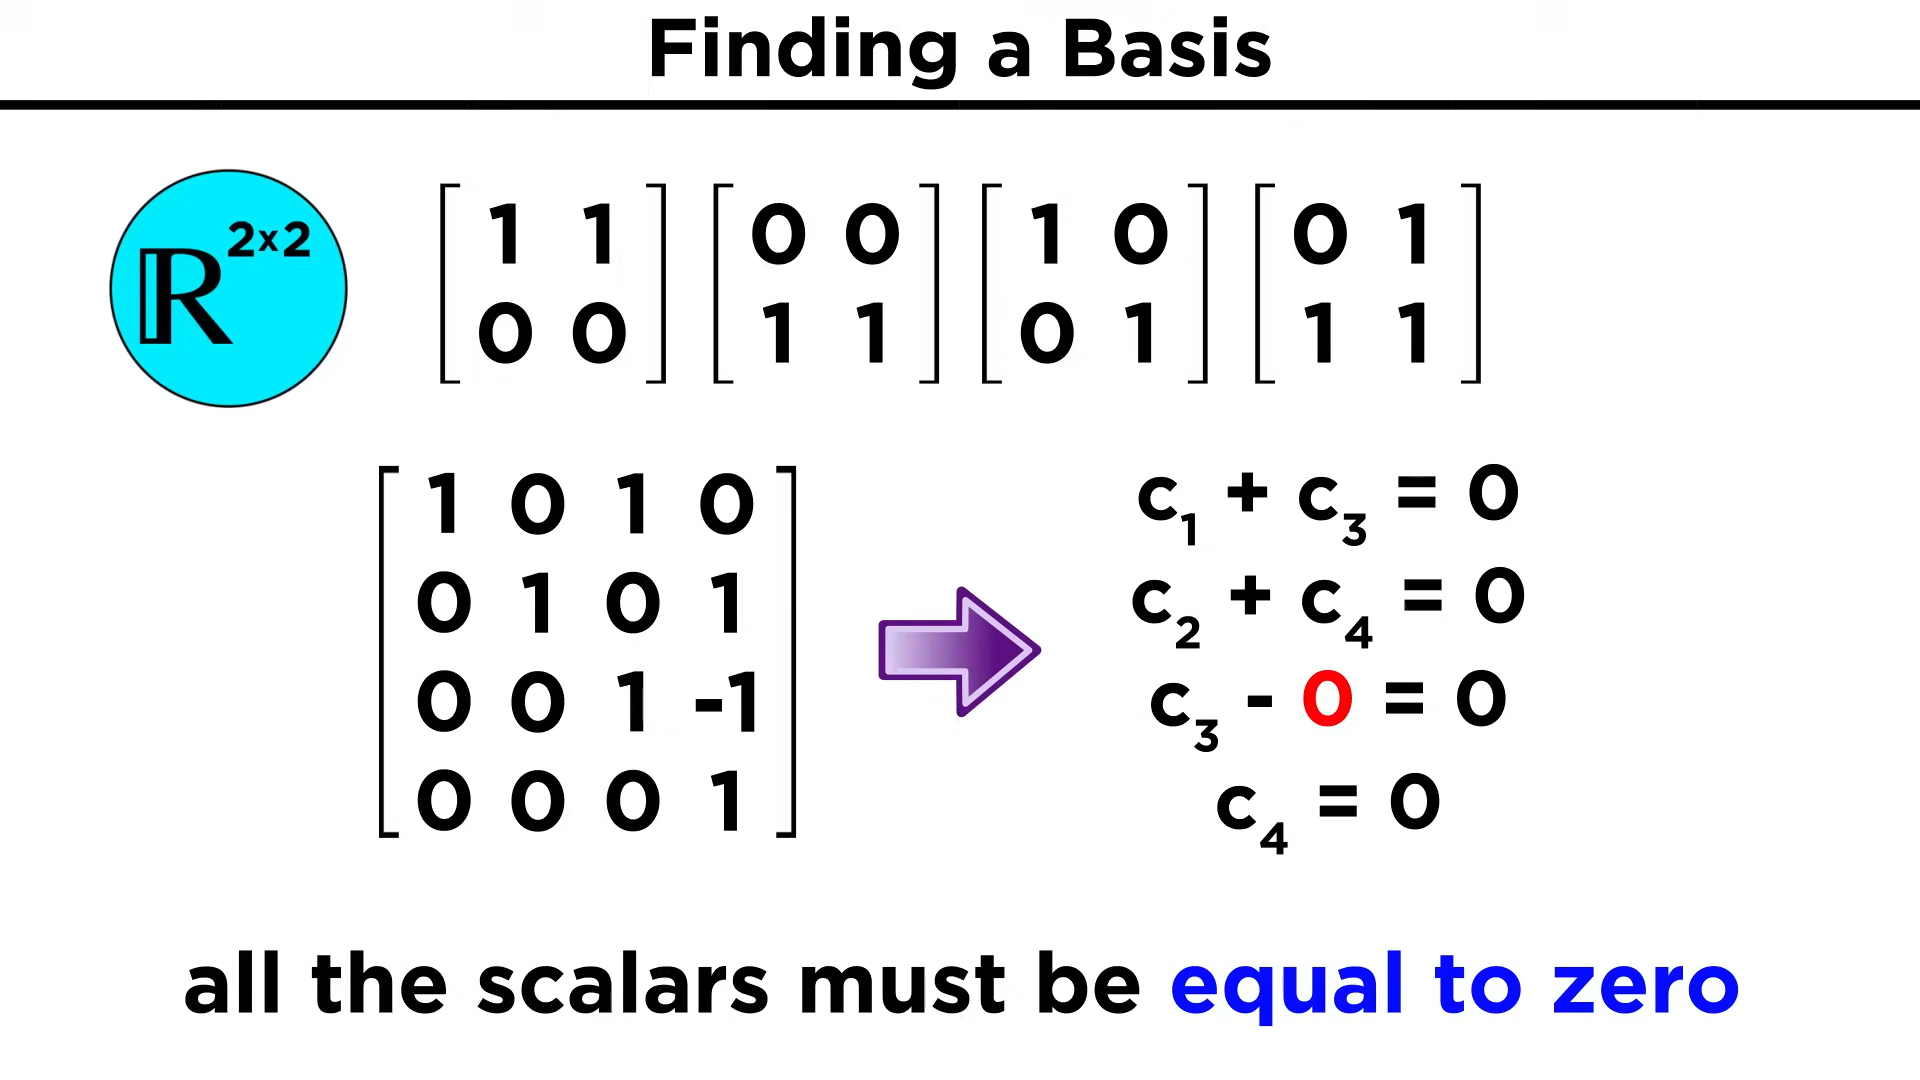 Finding a Basis
ℝ²ˣ²
[1 1] [0 0] [1 0] [0 1]
[0 0] [1 1] [0 1] [1 1]
1 0 1 0
0 1 0 1
0 0 1 -1
0 0 0 1
c₁ + c₃ = 0
c₂ + c₄ = 0
c₃ - 0 = 0
c₄ = 0
all the scalars must be equal to zero